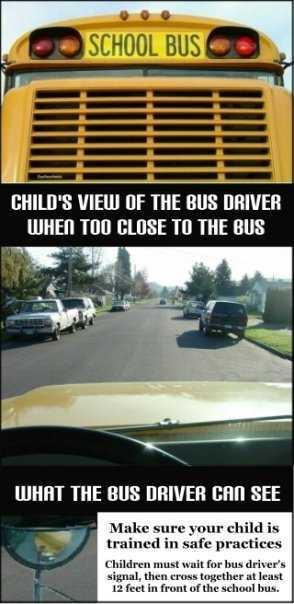 SCHOOL BUS
CHILD'S VIEW OF THE BUS DRIVER
WHEN TOO CLOSE TO THE BUS
WHAT THE BUS DRIVER CAN SEE
Make sure your child is
trained in safe practices
Children must wait for bus driver's
signal, then cross together at least
12 feet in front of the school bus.